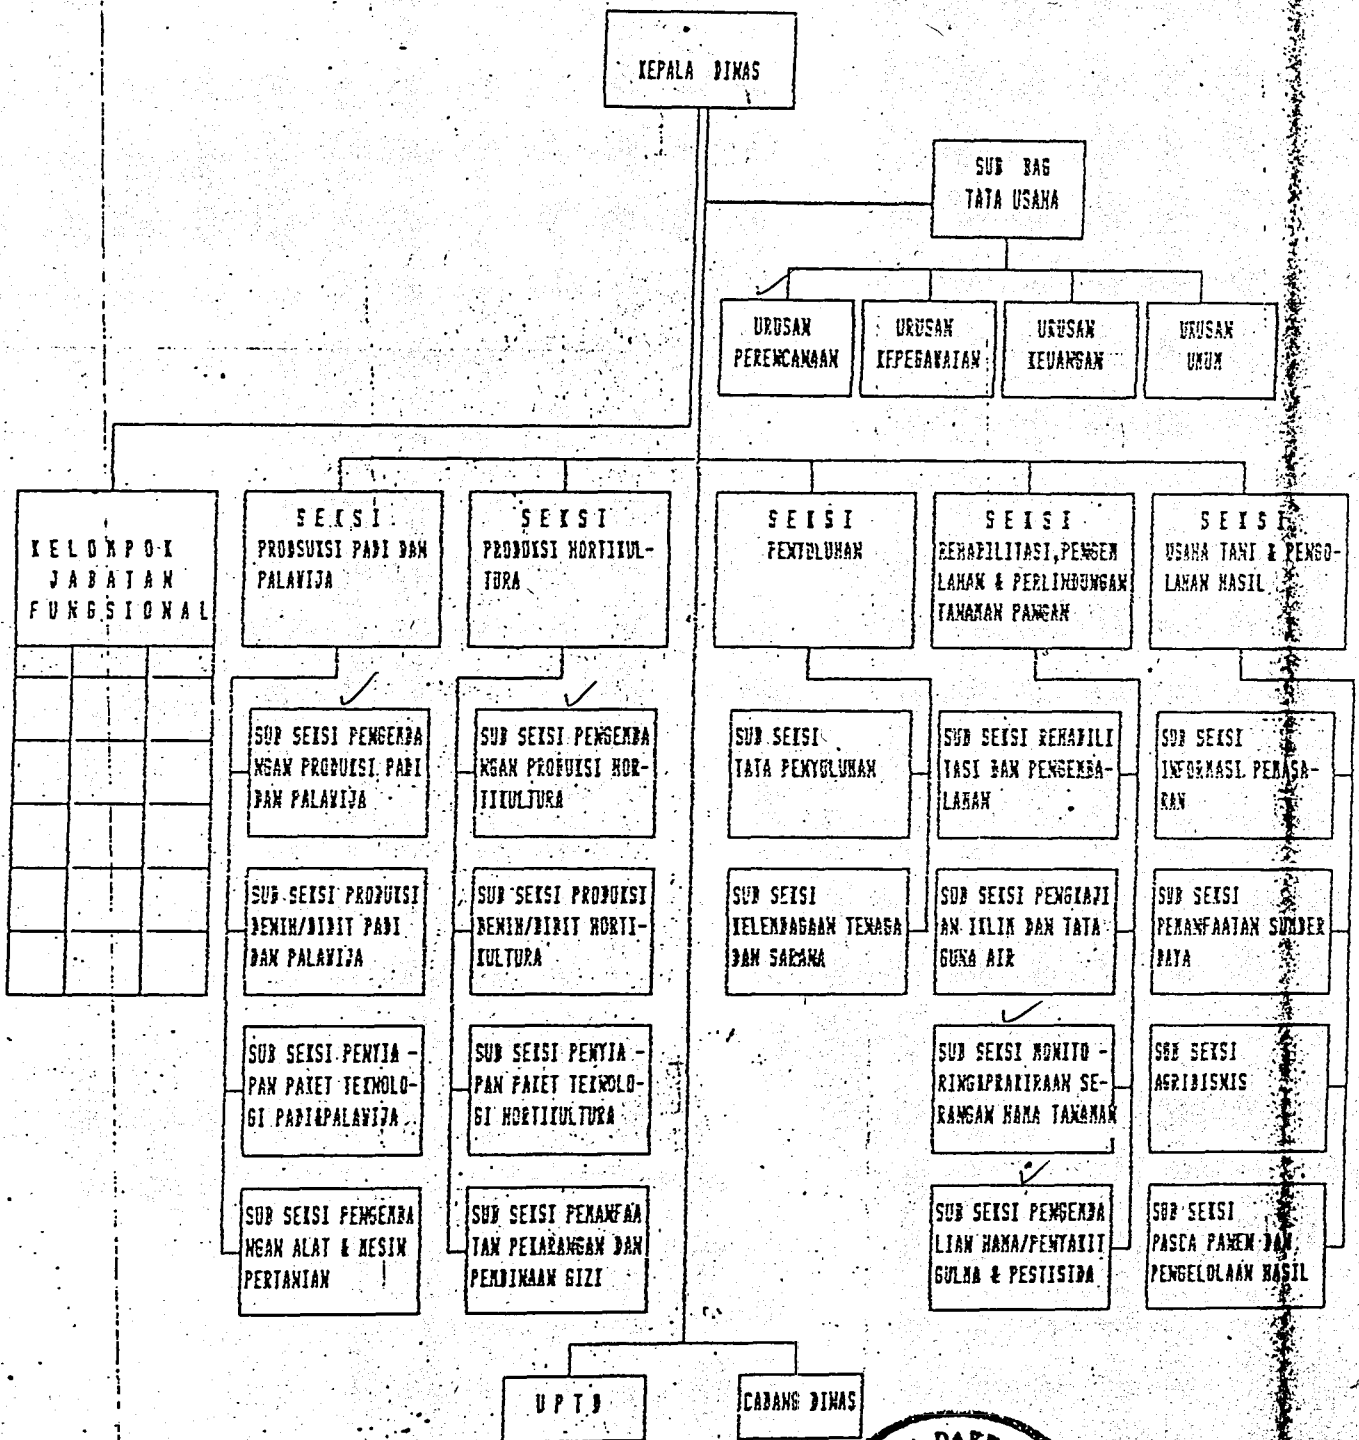 KEPALA DINAS
SUB BAG
TATA USAHA
URUSAN
PERENCANAAN
URUSAN
KEPEGAWAIAN
URUSAN
KEUANGAN
URUSAN
UMUM
KELOMPOK
JABATAN
FUNGSIONAL
SEKSI
PRODSUKSI PADI DAN
PALAWIJA
SEKSI
PRODUKSI HORTIKUL-
TURA
SEKSI
PENYULUHAN
SEKSI
REHABILITASI, PENGEM
LAHAN & PERLINDUNGAN
TANAMAN PANGAN
SEKSI
USAHA TANI & PENGO-
LAHAN HASIL
SUB SEKSI PENGEMBA
NGAN PRODUKSI PADI
DAN PALAWIJA
SUB SEKSI PRODUKSI
BENIH/BIBIT PADI
DAN PALAWIJA
SUB SEKSI PENYIA -
PAN PAKET TEKNOLO-
GI PADI&PALAWIJA
SUB SEKSI PENGEMBA
NGAN ALAT & MESIN
PERTANIAN
SUB SEKSI PENGEMBA
NGAN PRODUKSI HOR-
TIKULTURA
SUB SEKSI PRODUKSI
BENIH/BIBIT HORTI-
KULTURA
SUB SEKSI PENYIA -
PAN PAKET TEKNOLO-
GI HORTIKULTURA
SUB SEKSI PEMANFAA
TAN PEKARANGAN DAN
PEMBINAAN GIZI
SUB SEKSI
TATA PENYULUHAN
SUB SEKSI
KELEMBAGAAN TENAGA
DAN SARANA
SUB SEKSI REHABILI
TASI DAN PENGEMBA-
LAHAN
SUB SEKSI PENGKAJI
AN IKLIM DAN TATA
GUNA AIR
SUB SEKSI MONITO -
RING&PRAKIRAAN SE-
RANGAN HAMA TANAMAN
SUB SEKSI PENGENDA
LIAN HAMA/PENYAKIT
GULMA & PESTISIDA
SUB SEKSI
INFORMASI PEMASA-
RAN
SUB SEKSI
PEMANFAATAN SUMBER
DAYA
SUB SEKSI
AGRIBISNIS
SUB SEKSI
PASCA PANEN DAN
PENGELOLAAN HASIL
UPTD
CABANG DINAS